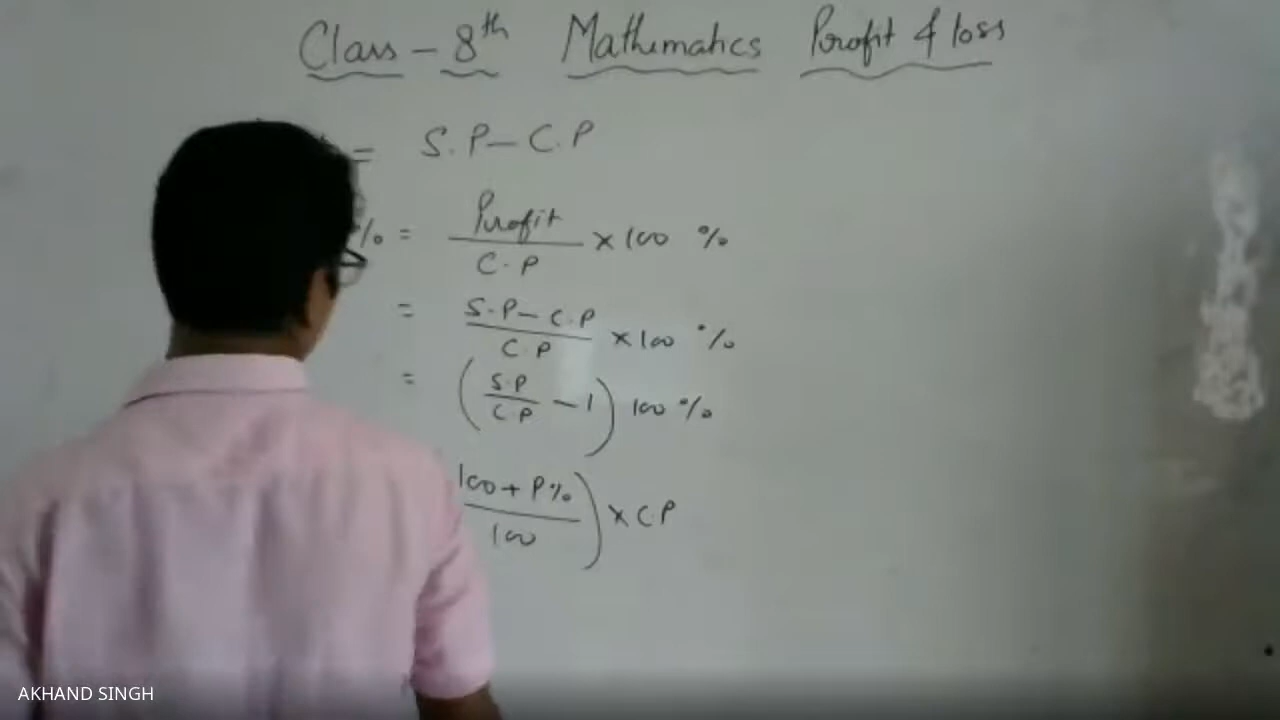 Class - 8th Mathematics Profit & loss
= S.P - C.P
% = Profit / C.P × 100 %
= S.P - C.P / C.P × 100 %
= ( S.P / C.P - 1 ) 100 %
100 + P% / 100 ) × C.P
AKHAND SINGH